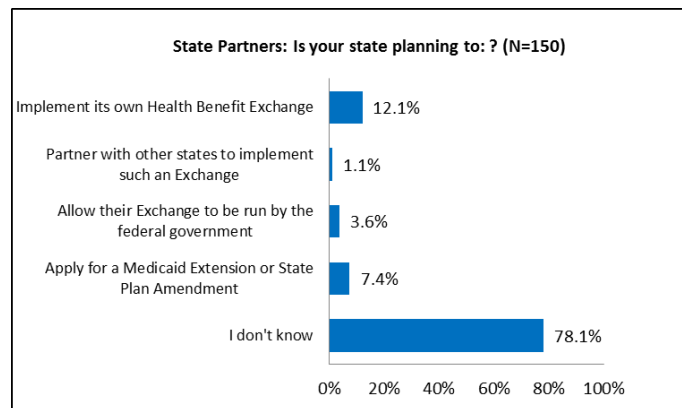 State Partners: Is your state planning to: ? (N=150)
Implement its own Health Benefit Exchange
12.1%
Partner with other states to implement
such an Exchange
1.1%
Allow their Exchange to be run by the
federal government
3.6%
Apply for a Medicaid Extension or State
Plan Amendment
7.4%
I don't know
78.1%
0% 20% 40% 60% 80% 100%